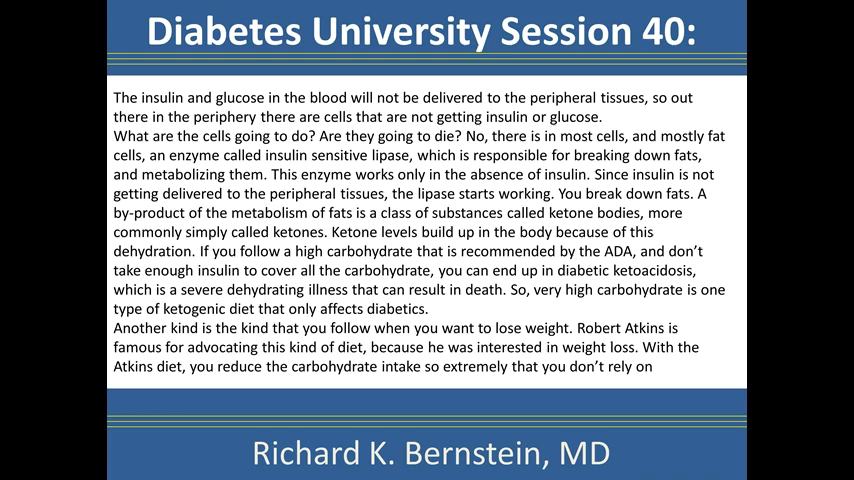 Diabetes University Session 40:
The insulin and glucose in the blood will not be delivered to the peripheral tissues, so out
there in the periphery there are cells that are not getting insulin or glucose.
What are the cells going to do? Are they going to die? No, there is in most cells, and mostly fat
cells, an enzyme called insulin sensitive lipase, which is responsible for breaking down fats,
and metabolizing them. This enzyme works only in the absence of insulin. Since insulin is not
getting delivered to the peripheral tissues, the lipase starts working. You break down fats. A
by-product of the metabolism of fats is a class of substances called ketone bodies, more
commonly simply called ketones. Ketone levels build up in the body because of this
dehydration. If you follow a high carbohydrate that is recommended by the ADA, and don't
take enough insulin to cover all the carbohydrate, you can end up in diabetic ketoacidosis,
which is a severe dehydrating illness that can result in death. So, very high carbohydrate is one
type of ketogenic diet that only affects diabetics.
Another kind is the kind that you follow when you want to lose weight. Robert Atkins is
famous for advocating this kind of diet, because he was interested in weight loss. With the
Atkins diet, you reduce the carbohydrate intake so extremely that you don't rely on
Richard K. Bernstein, MD